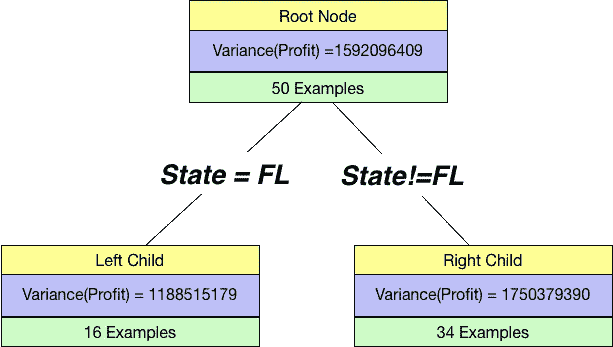 Root Node
Variance(Profit) =1592096409
50 Examples
State = FL
State!=FL
Left Child
Variance(Profit) = 1188515179
16 Examples
Right Child
Variance(Profit) = 1750379390
34 Examples